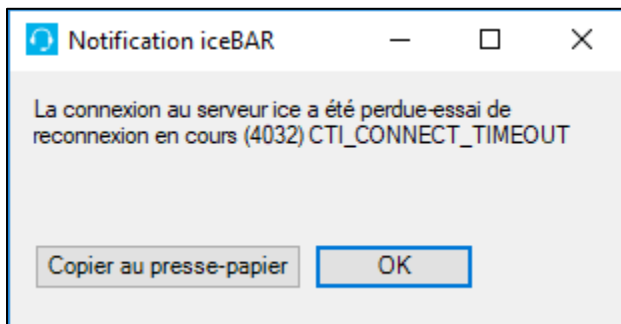 Notification iceBAR
La connexion au serveur ice a été perdue-essai de
reconnexion en cours (4032) CTI_CONNECT_TIMEOUT
Copier au presse-papier
OK